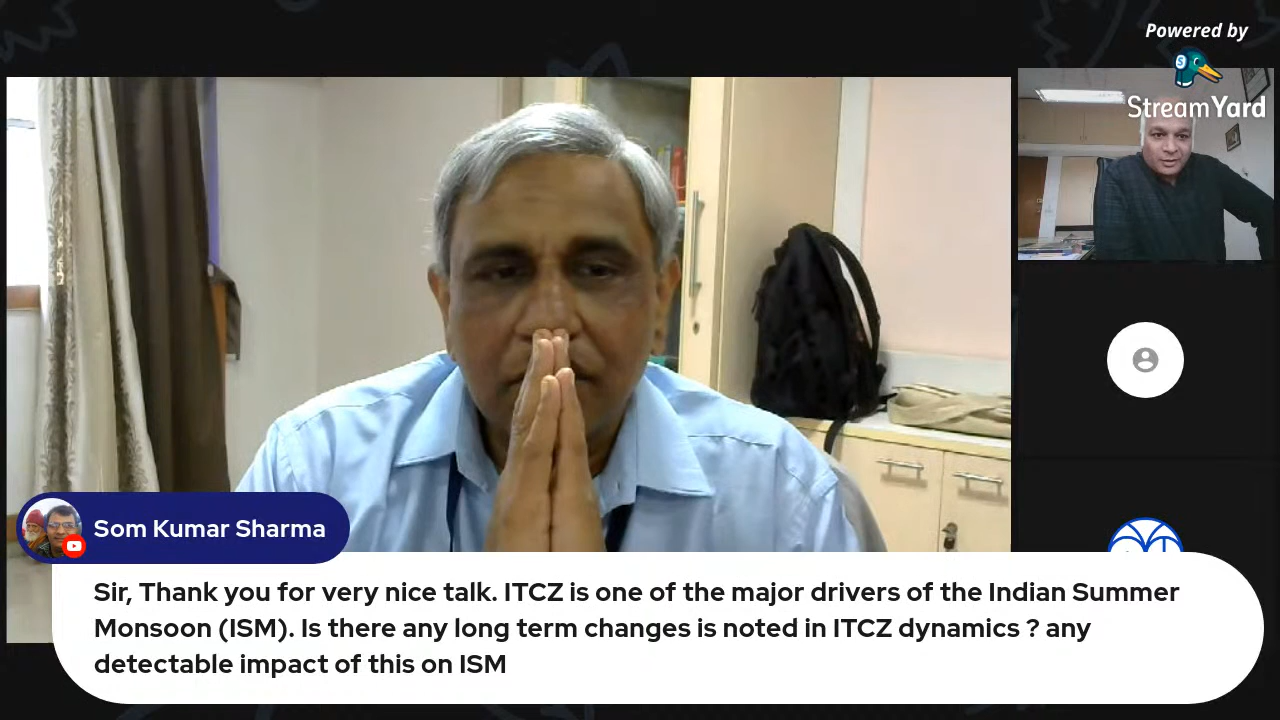 Powered by
StreamYard
Som Kumar Sharma
Sir, Thank you for very nice talk. ITCZ is one of the major drivers of the Indian Summer
Monsoon (ISM). Is there any long term changes is noted in ITCZ dynamics ? any
detectable impact of this on ISM